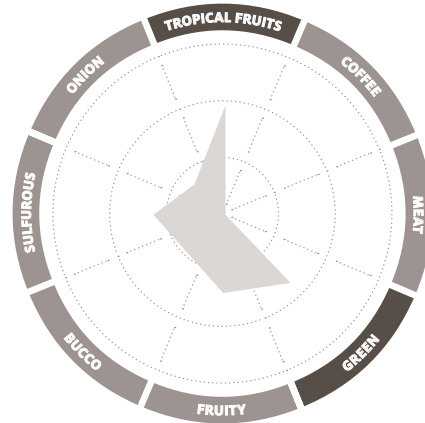 TROPICAL FRUITS
COFFEE
MEAT
GREEN
FRUITY
BUCCO
SULFUROUS
ONION